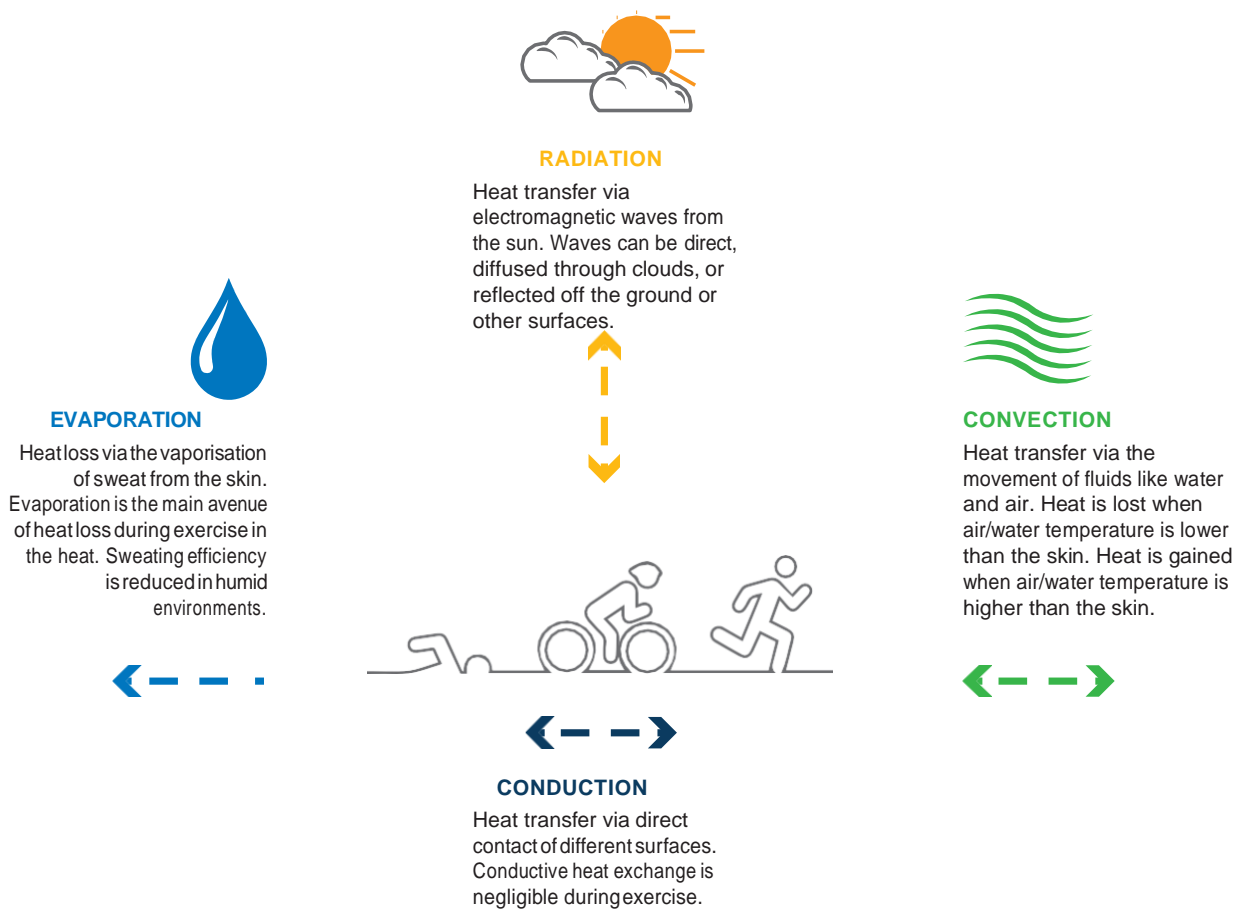 RADIATION
Heat transfer via
electromagnetic waves from
the sun. Waves can be direct,
diffused through clouds, or
reflected off the ground or
other surfaces.
EVAPORATION
Heat loss via the vaporisation
of sweat from the skin.
Evaporation is the main avenue
of heat loss during exercise in
the heat. Sweating efficiency
is reduced in humid
environments.
CONVECTION
Heat transfer via the
movement of fluids like water
and air. Heat is lost when
air/water temperature is lower
than the skin. Heat is gained
when air/water temperature is
higher than the skin.
CONDUCTION
Heat transfer via direct
contact of different surfaces.
Conductive heat exchange is
negligible during exercise.